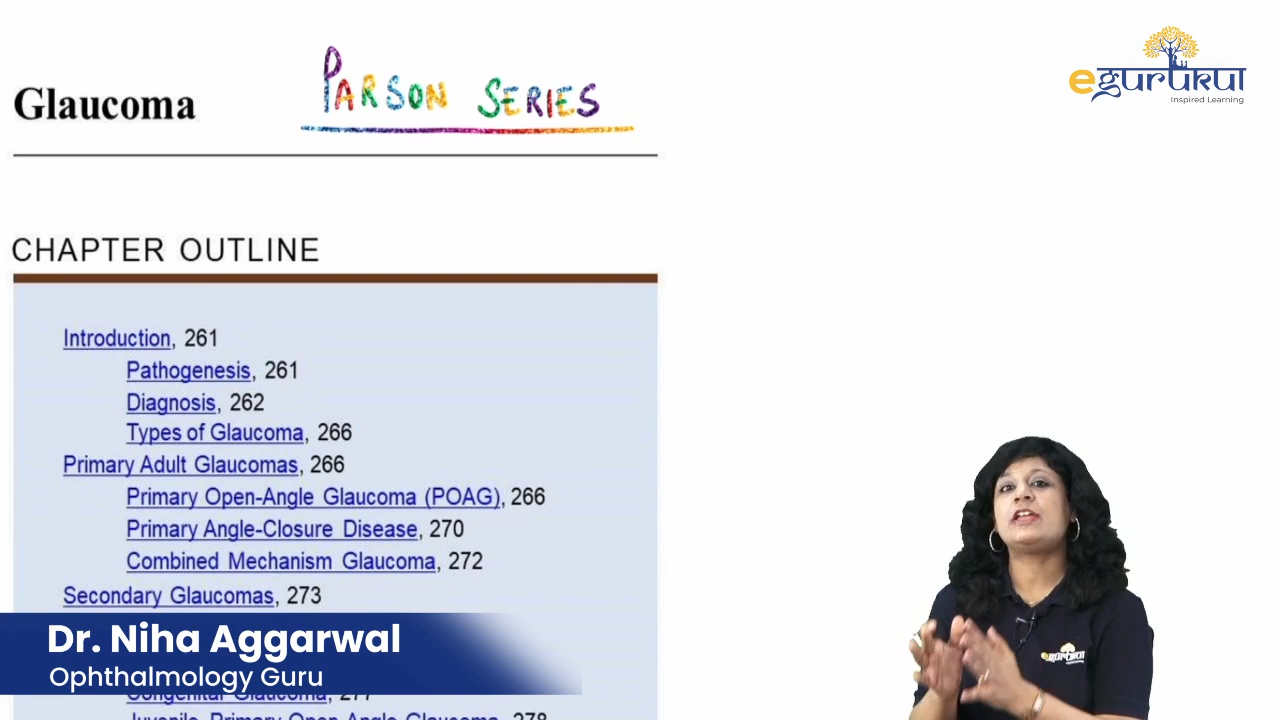 Glaucoma
PARSON SERIES
egurukul
Inspired Learning
CHAPTER OUTLINE
Introduction, 261
Pathogenesis, 261
Diagnosis, 262
Types of Glaucoma, 266
Primary Adult Glaucomas, 266
Primary Open-Angle Glaucoma (POAG), 266
Primary Angle-Closure Disease, 270
Combined Mechanism Glaucoma, 272
Secondary Glaucomas, 273
Dr. Niha Aggarwal
Ophthalmology Guru
Congenital Glaucoma, 277
Juvenile Primary Open Angle Glaucoma, 278
egurukul